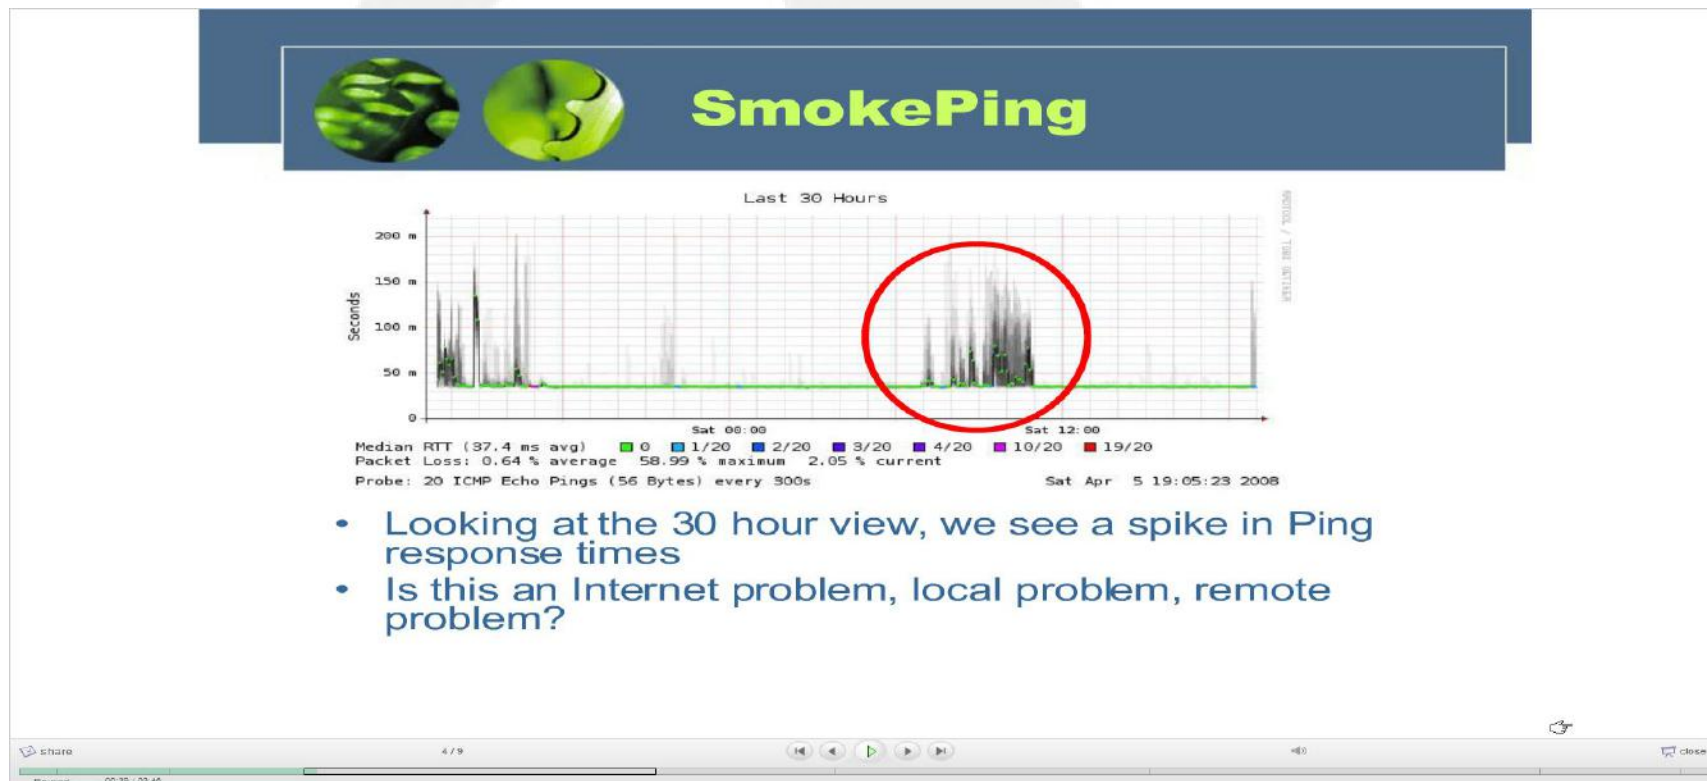 SmokePing
Last 30 Hours
RRDTOOL / TOBI OETIKER
200 m
150 m
100 m
50 m
0
Seconds
Sat 00:00
Sat 12:00
Median RTT (37.4 ms avg) 0 1/20 2/20 3/20 4/20 10/20 19/20
Packet Loss: 0.64 % average 58.99 % maximum 2.05 % current
Probe: 20 ICMP Echo Pings (56 Bytes) every 300s Sat Apr 5 19:05:23 2008
• Looking at the 30 hour view, we see a spike in Ping
response times
• Is this an Internet problem, local problem, remote
problem?
share 4 / 9 close